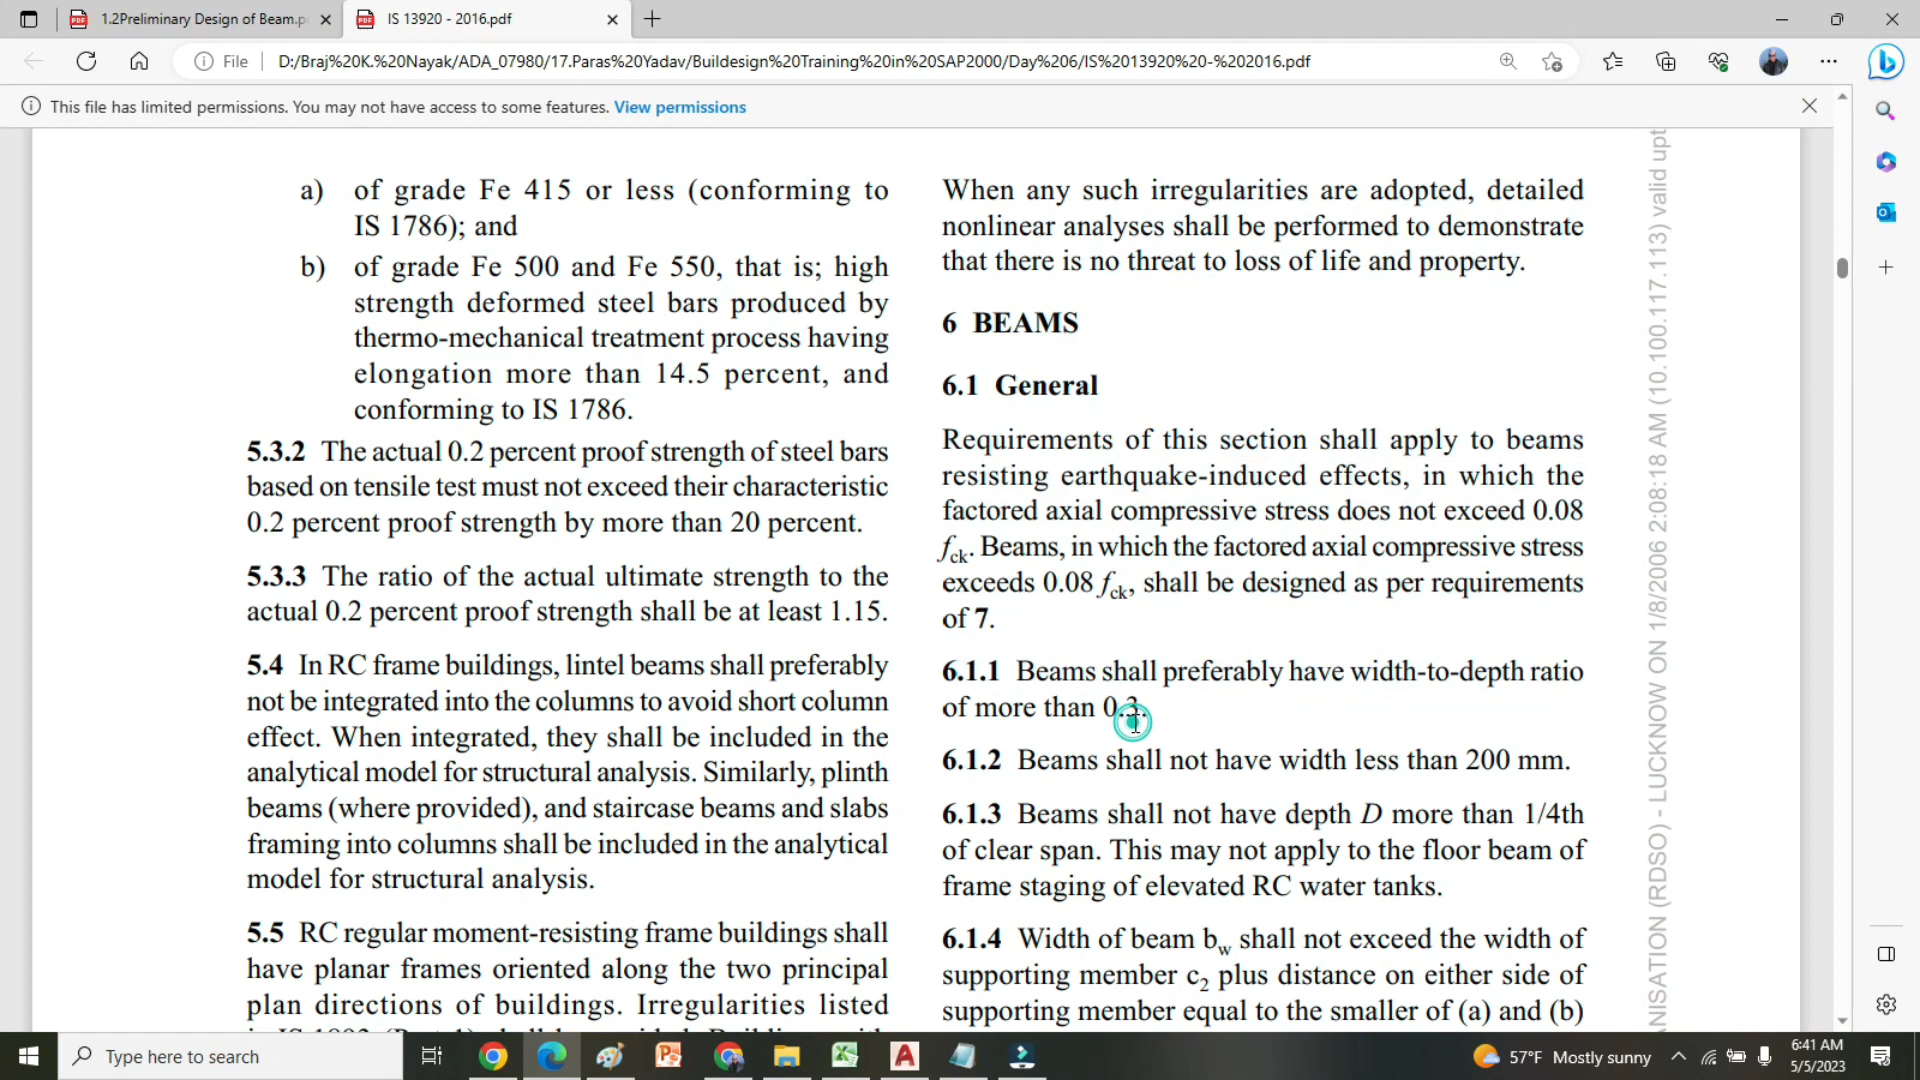 1.2Preliminary Design of Beam.p
IS 13920 - 2016.pdf
File
D:/Braj%20K.%20Nayak/ADA_07980/17.Paras%20Yadav/Buildesign%20Training%20in%20SAP2000/Day%206/IS%2013920%20-%202016.pdf
This file has limited permissions. You may not have access to some features. View permissions
a) of grade Fe 415 or less (conforming to
IS 1786); and
b) of grade Fe 500 and Fe 550, that is; high
strength deformed steel bars produced by
thermo-mechanical treatment process having
elongation more than 14.5 percent, and
conforming to IS 1786.
5.3.2 The actual 0.2 percent proof strength of steel bars
based on tensile test must not exceed their characteristic
0.2 percent proof strength by more than 20 percent.
5.3.3 The ratio of the actual ultimate strength to the
actual 0.2 percent proof strength shall be at least 1.15.
5.4 In RC frame buildings, lintel beams shall preferably
not be integrated into the columns to avoid short column
effect. When integrated, they shall be included in the
analytical model for structural analysis. Similarly, plinth
beams (where provided), and staircase beams and slabs
framing into columns shall be included in the analytical
model for structural analysis.
5.5 RC regular moment-resisting frame buildings shall
have planar frames oriented along the two principal
plan directions of buildings. Irregularities listed
When any such irregularities are adopted, detailed
nonlinear analyses shall be performed to demonstrate
that there is no threat to loss of life and property.
6 BEAMS
6.1 General
Requirements of this section shall apply to beams
resisting earthquake-induced effects, in which the
factored axial compressive stress does not exceed 0.08
fck. Beams, in which the factored axial compressive stress
exceeds 0.08 fck, shall be designed as per requirements
of 7.
6.1.1 Beams shall preferably have width-to-depth ratio
of more than 0.3.
6.1.2 Beams shall not have width less than 200 mm.
6.1.3 Beams shall not have depth D more than 1/4th
of clear span. This may not apply to the floor beam of
frame staging of elevated RC water tanks.
6.1.4 Width of beam bw shall not exceed the width of
supporting member c2 plus distance on either side of
supporting member equal to the smaller of (a) and (b)
NISATION (RDSO) - LUCKNOW ON 1/8/2006 2:08:18 AM (10.100.117.113) valid upt
Type here to search
57°F Mostly sunny
6:41 AM
5/5/2023